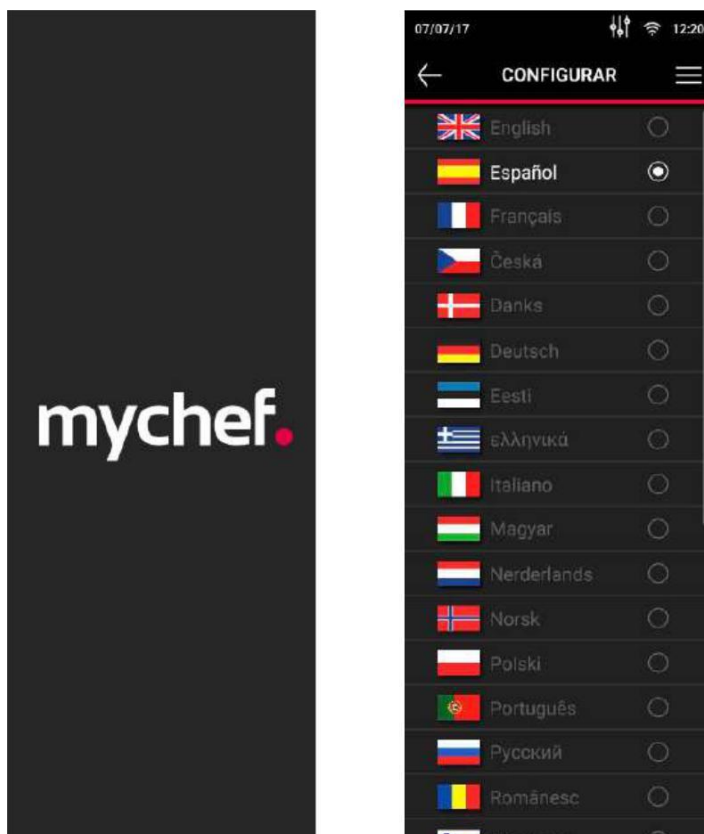 mychef.
07/07/17 12:20
CONFIGURAR
English
Español
Français
Česká
Danks
Deutsch
Eesti
ελληνικά
Italiano
Magyar
Nerderlands
Norsk
Polski
Português
Русский
Românesc